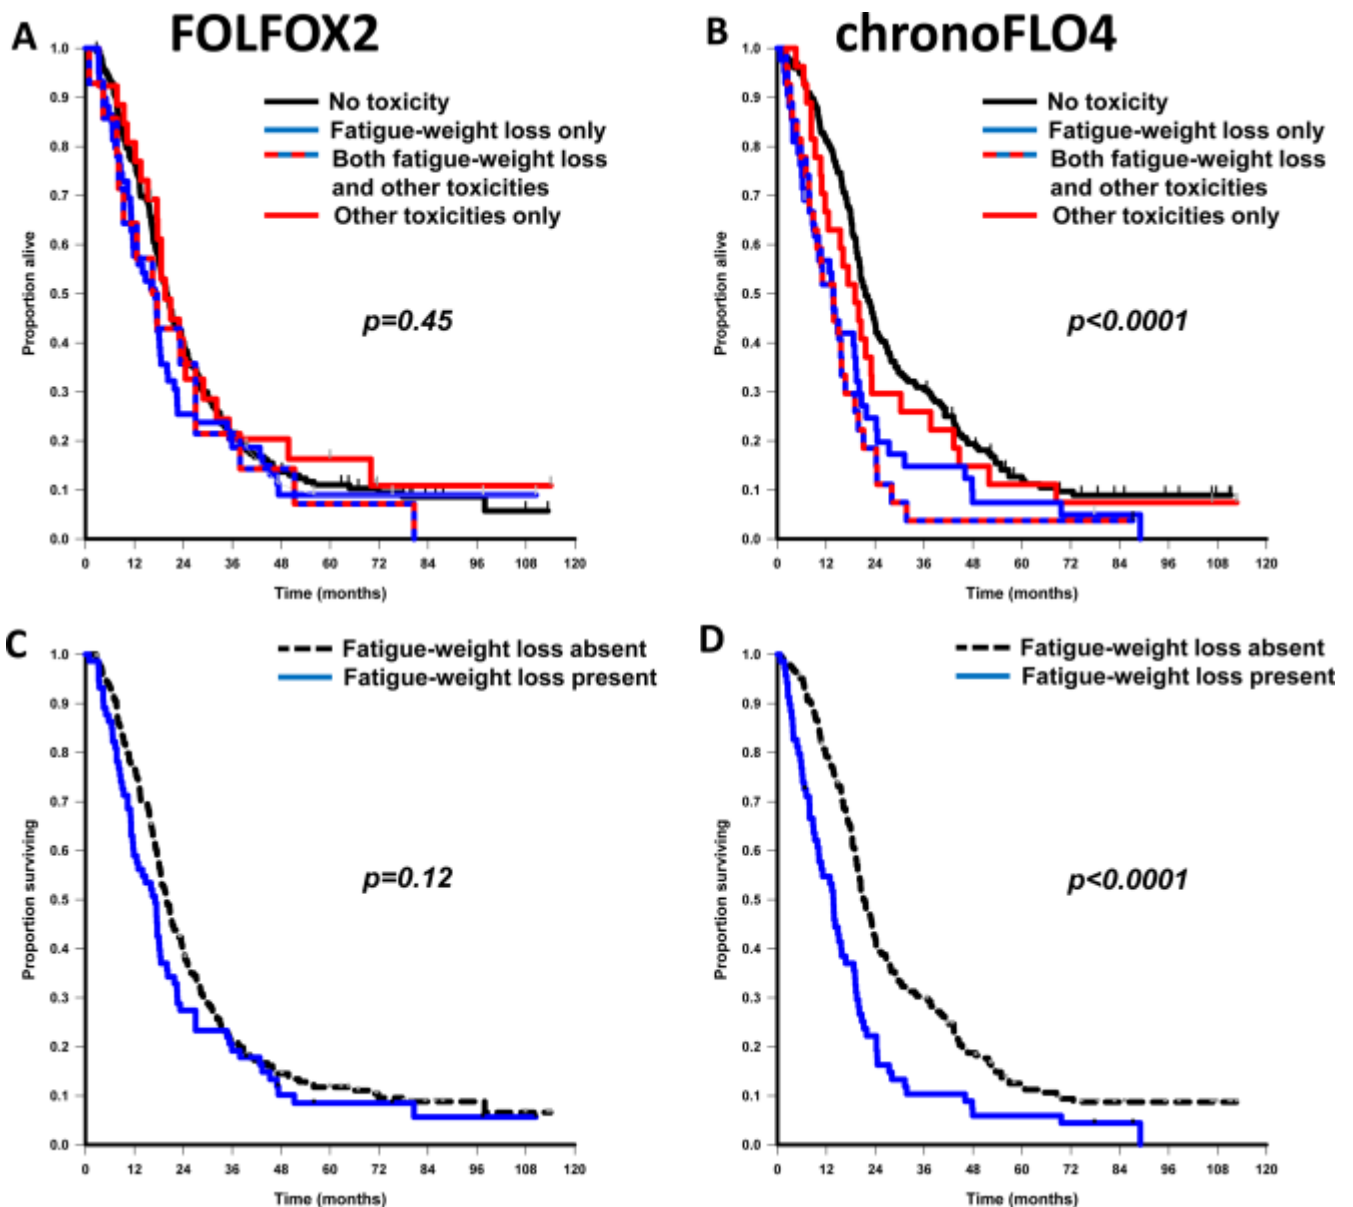 A FOLFOX2
1.0
0.9
0.8
0.7
0.6
0.5
0.4
0.3
0.2
0.1
0.0
Proportion alive
No toxicity
Fatigue-weight loss only
Both fatigue-weight loss
and other toxicities
Other toxicities only
p=0.45
0 12 24 36 48 60 72 84 96 108 120
Time (months)
B chronoFLO4
1.0
0.9
0.8
0.7
0.6
0.5
0.4
0.3
0.2
0.1
0.0
Proportion alive
No toxicity
Fatigue-weight loss only
Both fatigue-weight loss
and other toxicities
Other toxicities only
p<0.0001
0 12 24 36 48 60 72 84 96 108 120
Time (months)
C
1.0
0.9
0.8
0.7
0.6
0.5
0.4
0.3
0.2
0.1
0.0
Proportion surviving
Fatigue-weight loss absent
Fatigue-weight loss present
p=0.12
0 12 24 36 48 60 72 84 96 108 120
Time (months)
D
1.0
0.9
0.8
0.7
0.6
0.5
0.4
0.3
0.2
0.1
0.0
Proportion surviving
Fatigue-weight loss absent
Fatigue-weight loss present
p<0.0001
0 12 24 36 48 60 72 84 96 108 120
Time (months)